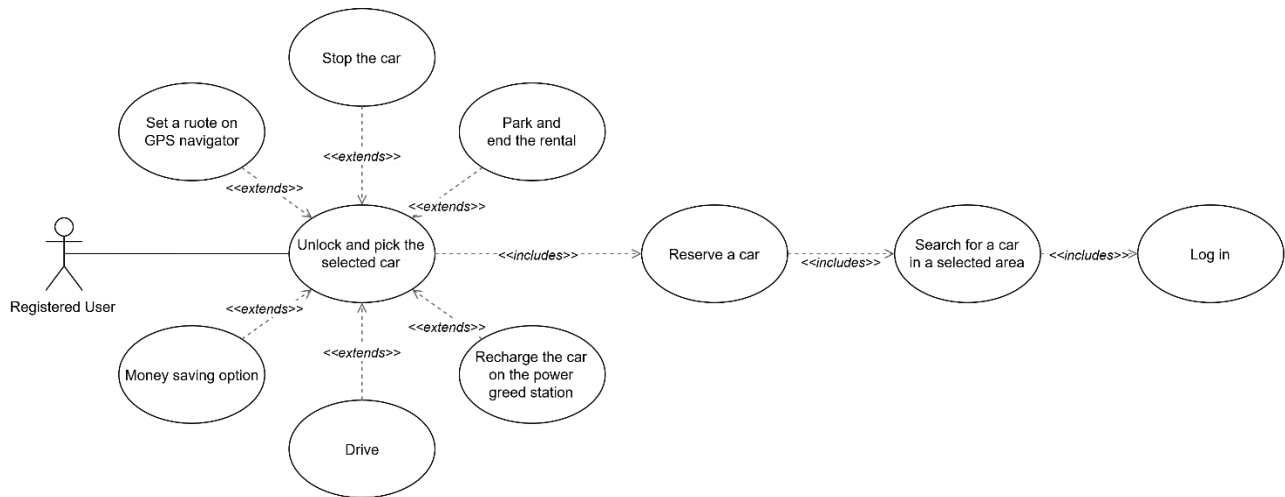 Stop the car
Set a ruote on
GPS navigator
Park and
end the rental
<<extends>>
<<extends>>
<<extends>>
Unlock and pick the
selected car
<<includes>>
Reserve a car
<<includes>>
Search for a car
in a selected area
<<includes>>
Log in
Registered User
<<extends>>
<<extends>>
<<extends>>
Money saving option
Recharge the car
on the power
greed station
Drive